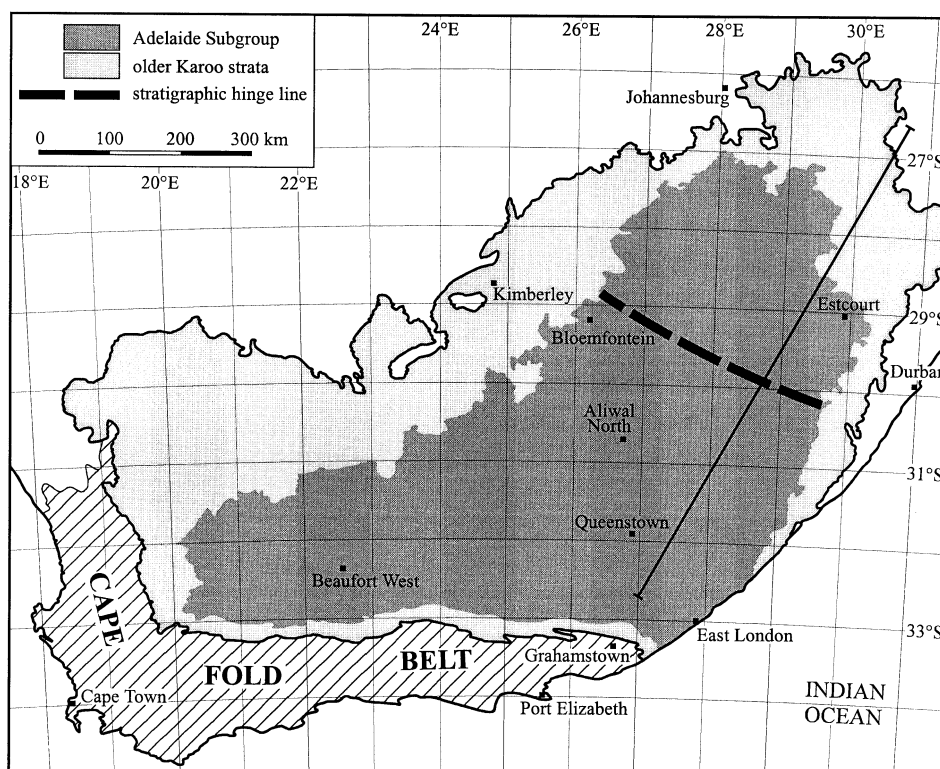 Adelaide Subgroup
older Karoo strata
stratigraphic hinge line
0 100 200 300 km
24°E 26°E 28°E 30°E
18°E 20°E 22°E
Johannesburg
27°S
Kimberley
Estcourt
29°S
Bloemfontein
Durban
Aliwal
North
31°S
Queenstown
Beaufort West
CAPE
FOLD
BELT
33°S
East London
Grahamstown
Cape Town
Port Elizabeth
INDIAN
OCEAN